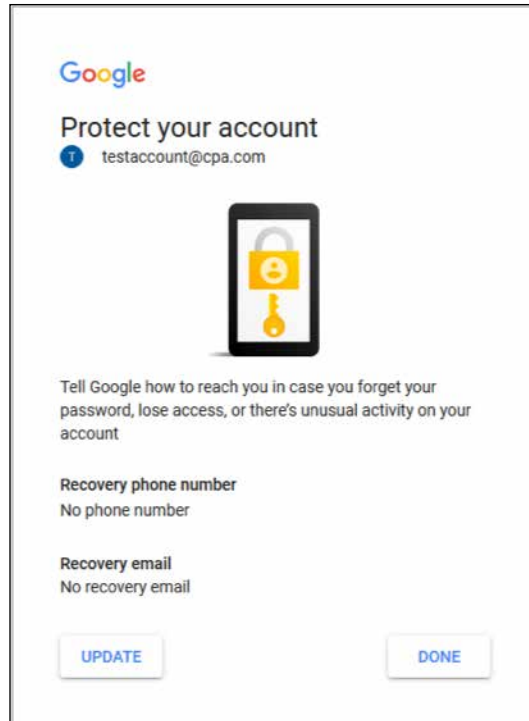 Google
Protect your account
T testaccount@cpa.com
Tell Google how to reach you in case you forget your
password, lose access, or there's unusual activity on your
account
Recovery phone number
No phone number
Recovery email
No recovery email
UPDATE DONE